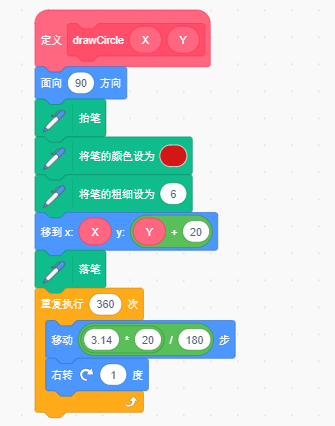 定义 drawCircle X Y
面向 90 方向
抬笔
将笔的颜色设为
将笔的粗细设为 6
移到 x: X y: Y + 20
落笔
重复执行 360 次
移动 3.14 * 20 / 180 步
右转 1 度